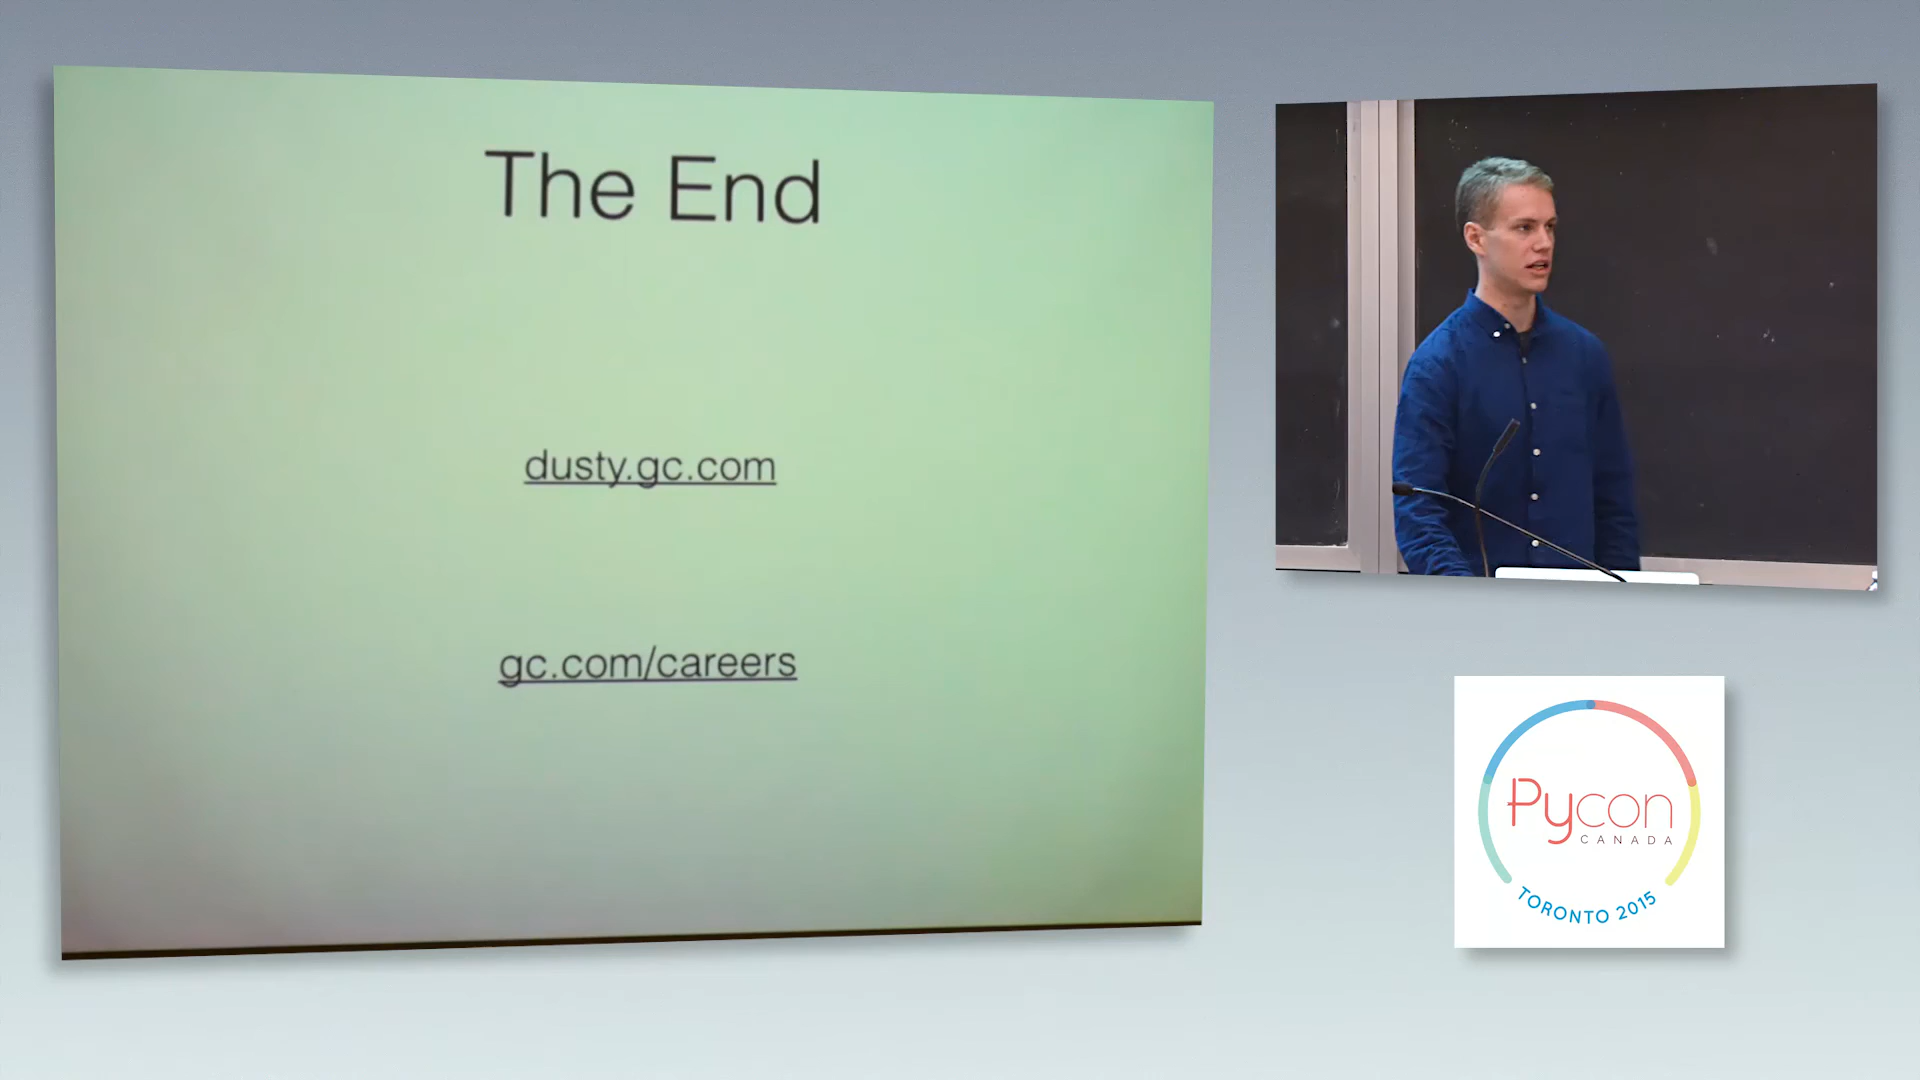 The End
dusty.gc.com
gc.com/careers
Pycon
CANADA
TORONTO 2015